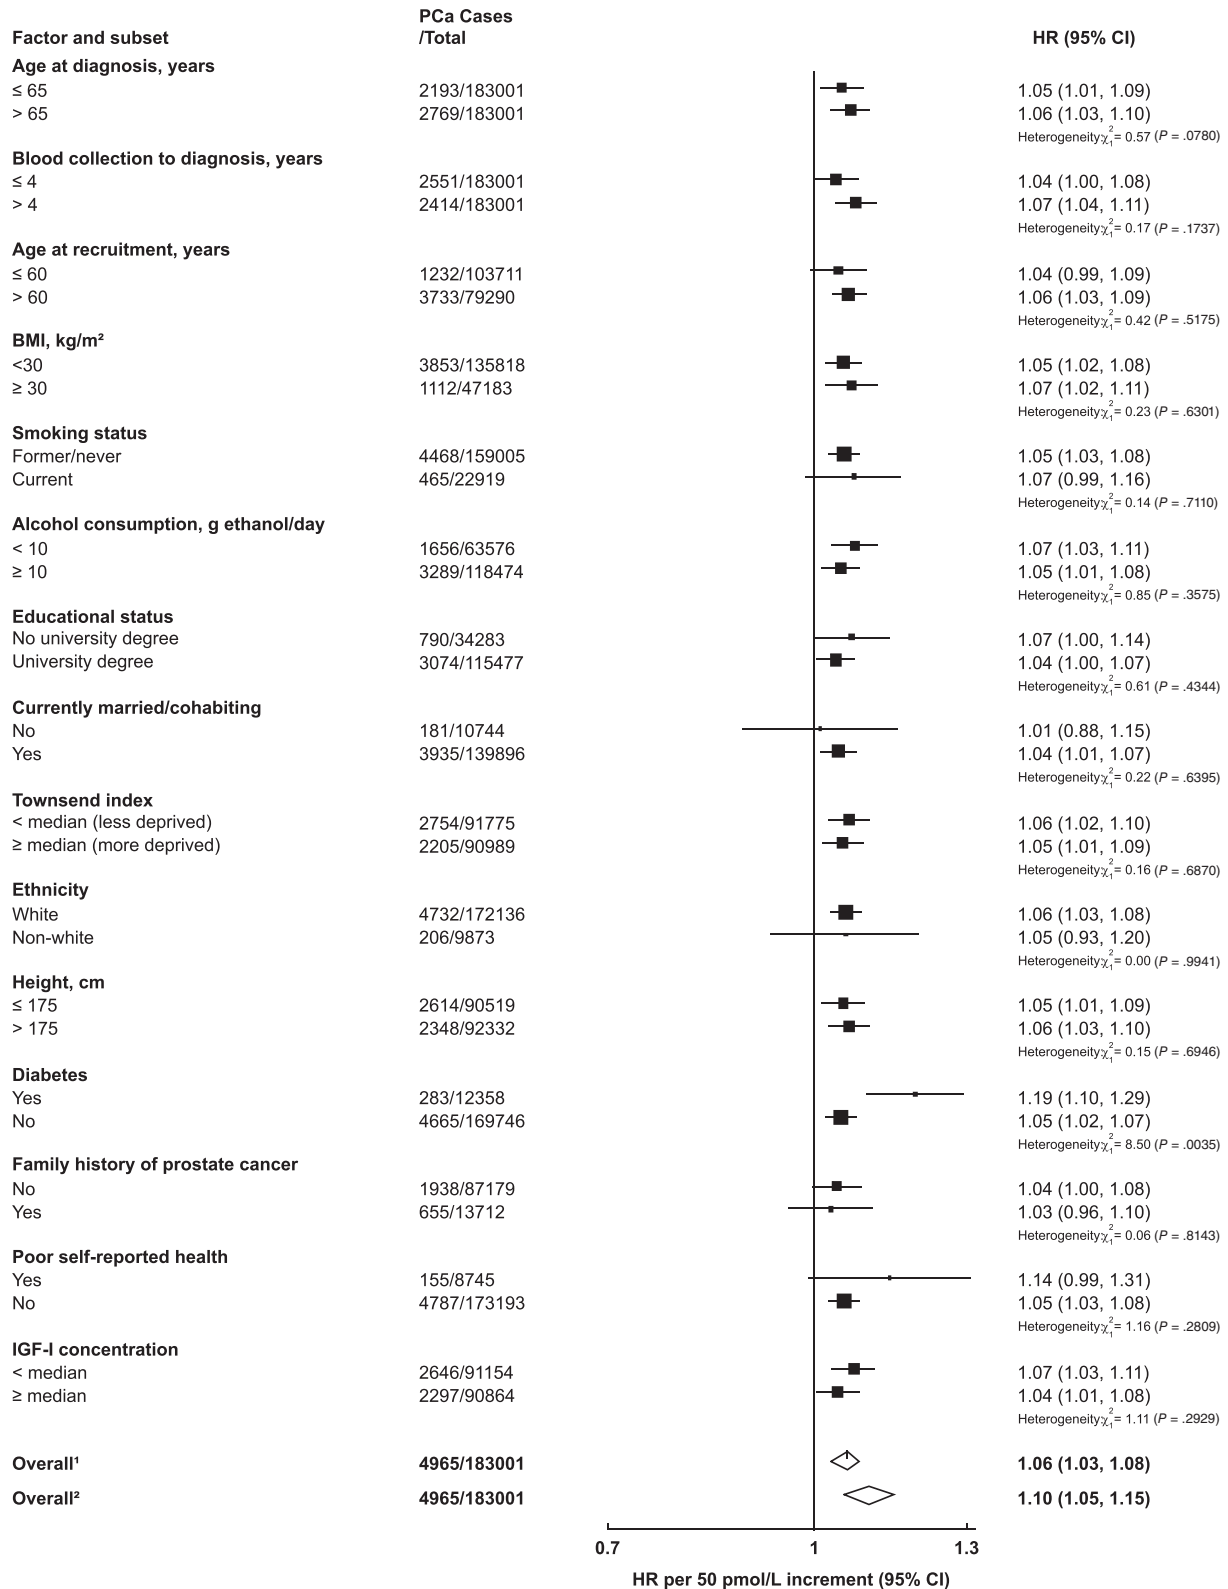 PCa Cases
Factor and subset /Total HR (95% CI)
Age at diagnosis, years
≤ 65 2193/183001 1.05 (1.01, 1.09)
> 65 2769/183001 1.06 (1.03, 1.10)
Heterogeneity:χ²₁= 0.57 (P = .0780)
Blood collection to diagnosis, years
≤ 4 2551/183001 1.04 (1.00, 1.08)
> 4 2414/183001 1.07 (1.04, 1.11)
Heterogeneity:χ²₁= 0.17 (P = .1737)
Age at recruitment, years
≤ 60 1232/103711 1.04 (0.99, 1.09)
> 60 3733/79290 1.06 (1.03, 1.09)
Heterogeneity:χ²₁= 0.42 (P = .5175)
BMI, kg/m²
<30 3853/135818 1.05 (1.02, 1.08)
≥ 30 1112/47183 1.07 (1.02, 1.11)
Heterogeneity:χ²₁= 0.23 (P = .6301)
Smoking status
Former/never 4468/159005 1.05 (1.03, 1.08)
Current 465/22919 1.07 (0.99, 1.16)
Heterogeneity:χ²₁= 0.14 (P = .7110)
Alcohol consumption, g ethanol/day
< 10 1656/63576 1.07 (1.03, 1.11)
≥ 10 3289/118474 1.05 (1.01, 1.08)
Heterogeneity:χ²₁= 0.85 (P = .3575)
Educational status
No university degree 790/34283 1.07 (1.00, 1.14)
University degree 3074/115477 1.04 (1.00, 1.07)
Heterogeneity:χ²₁= 0.61 (P = .4344)
Currently married/cohabiting
No 181/10744 1.01 (0.88, 1.15)
Yes 3935/139896 1.04 (1.01, 1.07)
Heterogeneity:χ²₁= 0.22 (P = .6395)
Townsend index
< median (less deprived) 2754/91775 1.06 (1.02, 1.10)
≥ median (more deprived) 2205/90989 1.05 (1.01, 1.09)
Heterogeneity:χ²₁= 0.16 (P = .6870)
Ethnicity
White 4732/172136 1.06 (1.03, 1.08)
Non-white 206/9873 1.05 (0.93, 1.20)
Heterogeneity:χ²₁= 0.00 (P = .9941)
Height, cm
≤ 175 2614/90519 1.05 (1.01, 1.09)
> 175 2348/92332 1.06 (1.03, 1.10)
Heterogeneity:χ²₁= 0.15 (P = .6946)
Diabetes
Yes 283/12358 1.19 (1.10, 1.29)
No 4665/169746 1.05 (1.02, 1.07)
Heterogeneity:χ²₁= 8.50 (P = .0035)
Family history of prostate cancer
No 1938/87179 1.04 (1.00, 1.08)
Yes 655/13712 1.03 (0.96, 1.10)
Heterogeneity:χ²₁= 0.06 (P = .8143)
Poor self-reported health
Yes 155/8745 1.14 (0.99, 1.31)
No 4787/173193 1.05 (1.03, 1.08)
Heterogeneity:χ²₁= 1.16 (P = .2809)
IGF-I concentration
< median 2646/91154 1.07 (1.03, 1.11)
≥ median 2297/90864 1.04 (1.01, 1.08)
Heterogeneity:χ²₁= 1.11 (P = .2929)
Overall¹ 4965/183001 1.06 (1.03, 1.08)
Overall² 4965/183001 1.10 (1.05, 1.15)
0.7 1 1.3
HR per 50 pmol/L increment (95% CI)